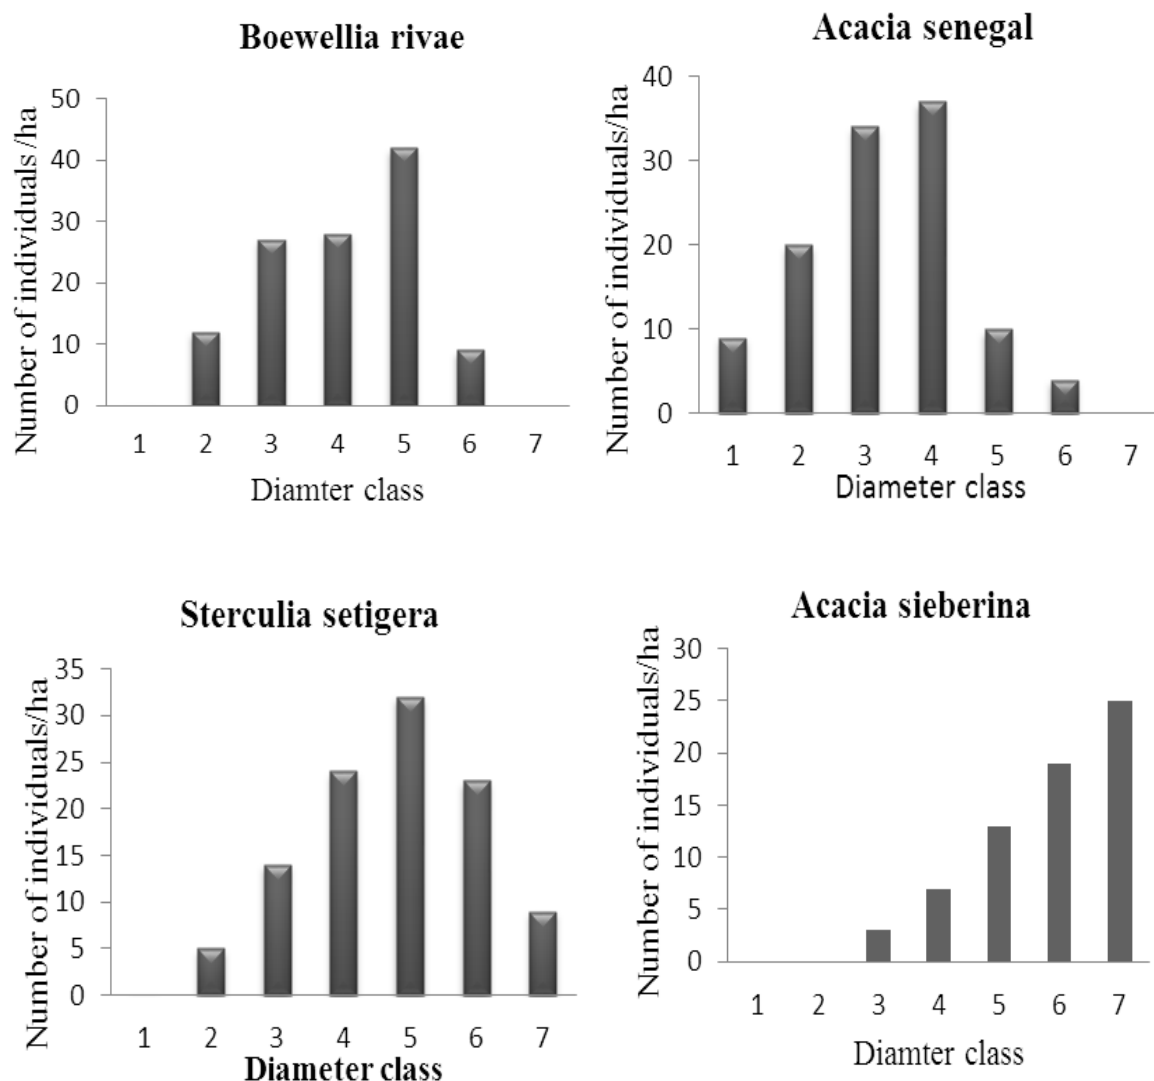 Boewellia rivae
Number of individuals /ha
50
40
30
20
10
0
1 2 3 4 5 6 7
Diamter class
Acacia senegal
Number of individuals/ha
40
30
20
10
0
1 2 3 4 5 6 7
Diameter class
Sterculia setigera
Number of individuals/ha
35
30
25
20
15
10
5
0
1 2 3 4 5 6 7
Diameter class
Acacia sieberina
Number of individuals/ha
30
25
20
15
10
5
0
1 2 3 4 5 6 7
Diamter class